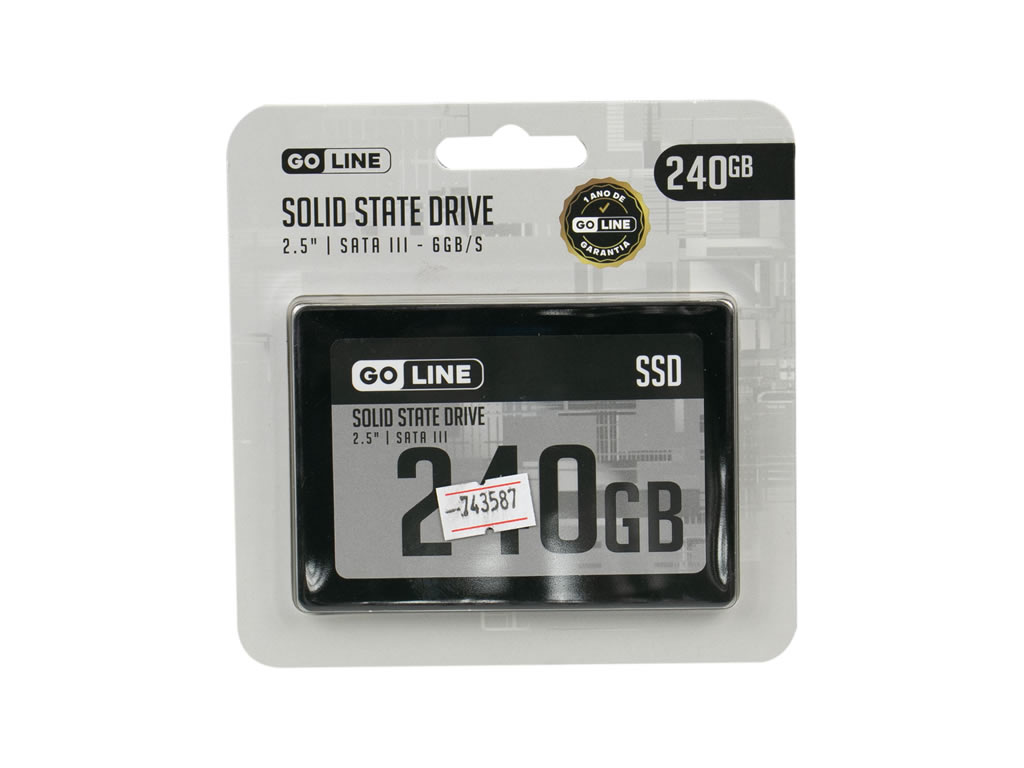 GO LINE
240GB
SOLID STATE DRIVE
2.5" | SATA III - 6GB/S
1 ANO DE
GO LINE
GARANTIA
GO LINE
SSD
SOLID STATE DRIVE
2.5" | SATA III
240GB
743587